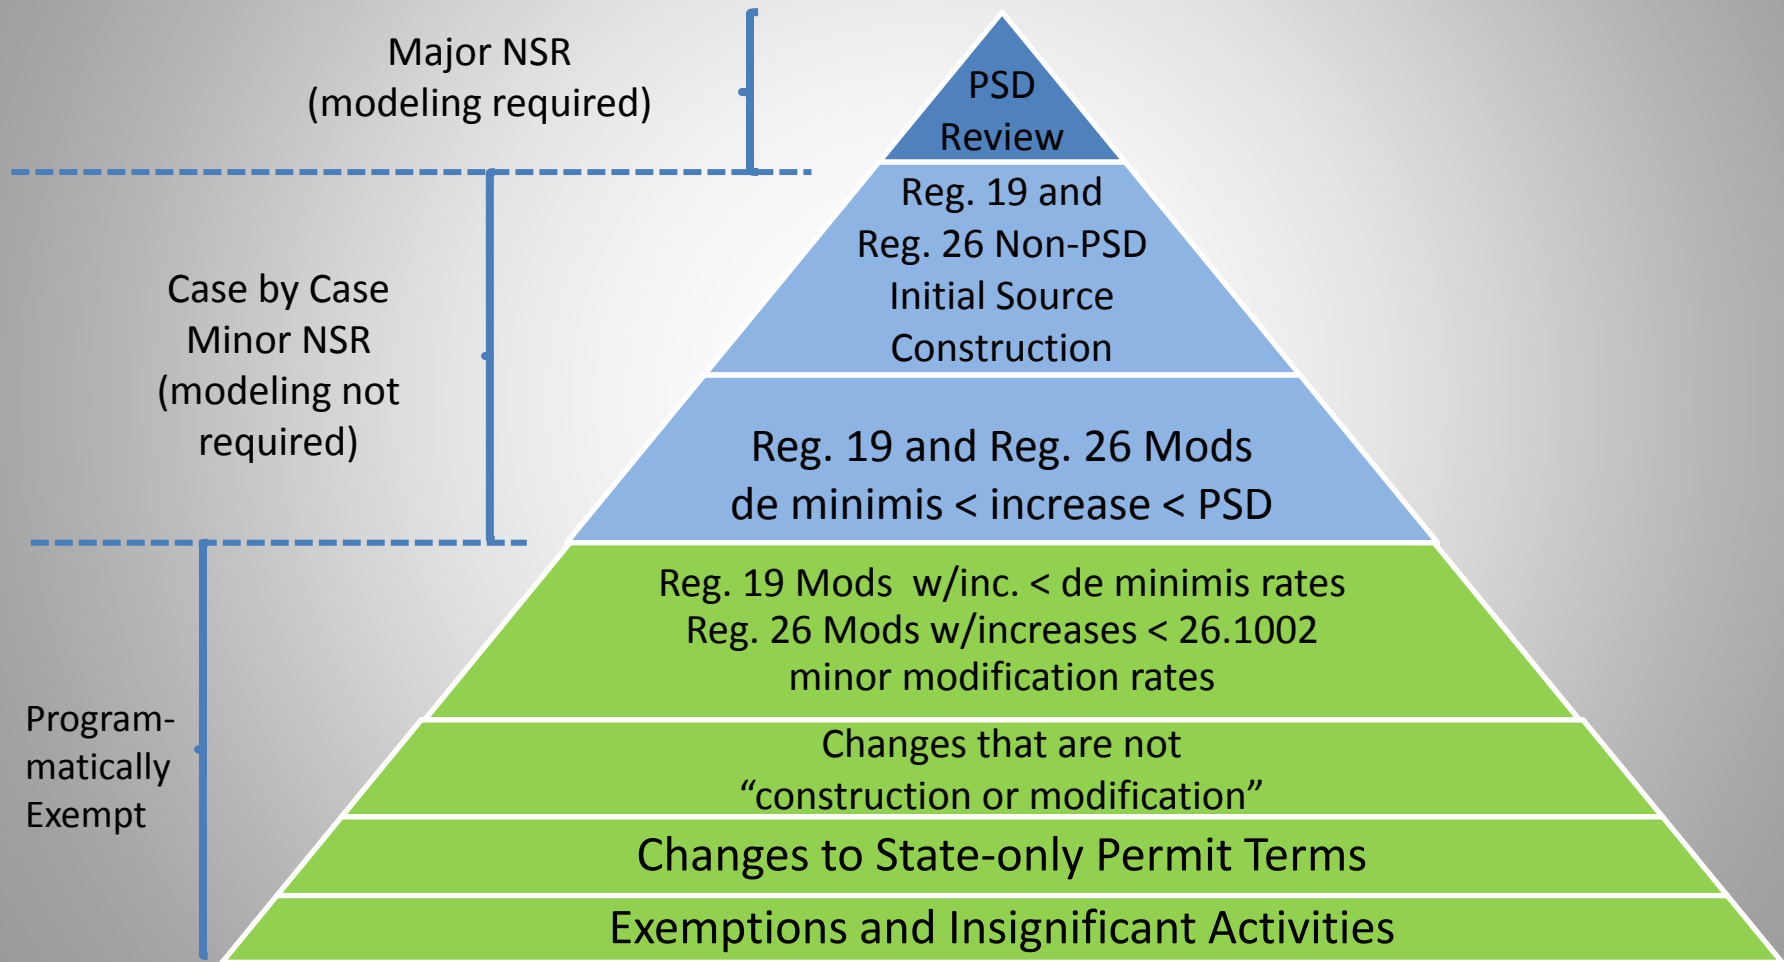 Major NSR
(modeling required)
PSD
Review
Reg. 19 and
Reg. 26 Non-PSD
Initial Source
Construction
Case by Case
Minor NSR
(modeling not
required)
Reg. 19 and Reg. 26 Mods
de minimis < increase < PSD
Reg. 19 Mods  w/inc. < de minimis rates
Reg. 26 Mods w/increases < 26.1002
minor modification rates
Program-
matically
Exempt
Changes that are not
“construction or modification”
Changes to State-only Permit Terms
Exemptions and Insignificant Activities